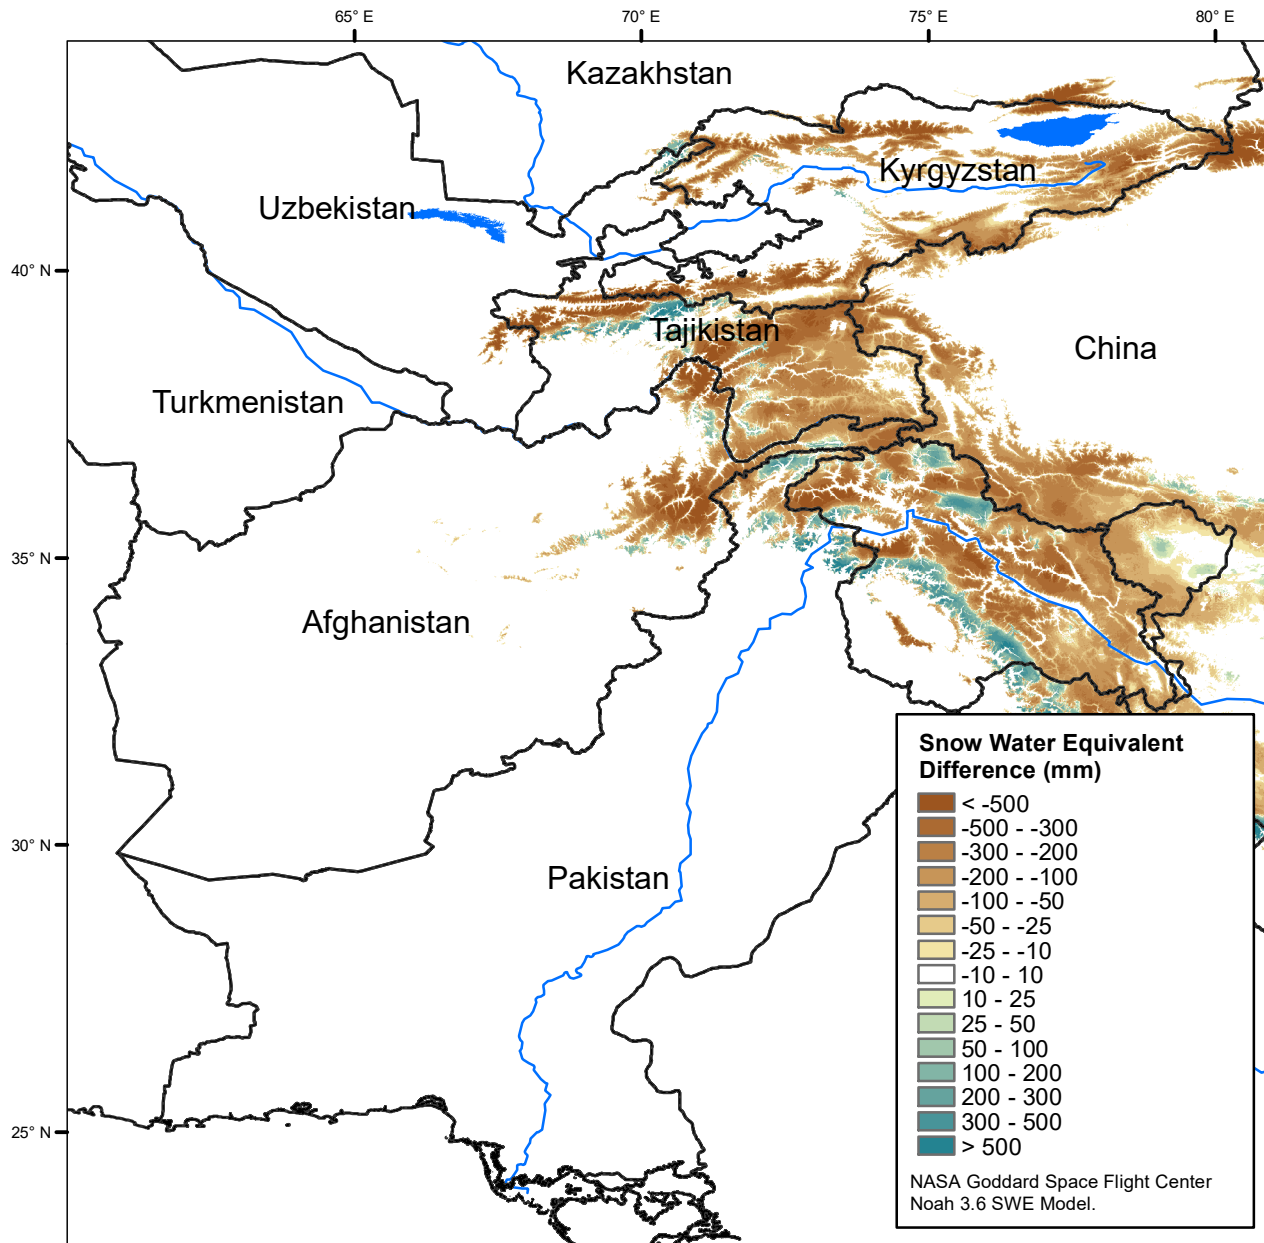 65° E
70° E
75° E
80° E
Kazakhstan
Kyrgyzstan
Uzbekistan
40° N
Tajikistan
China
Turkmenistan
35° N
Afghanistan
30° N
Pakistan
25° N
Snow Water Equivalent
Difference (mm)
< -500
-500 - -300
-300 - -200
-200 - -100
-100 - -50
-50 - -25
-25 - -10
-10 - 10
10 - 25
25 - 50
50 - 100
100 - 200
200 - 300
300 - 500
> 500
NASA Goddard Space Flight Center
Noah 3.6 SWE Model.